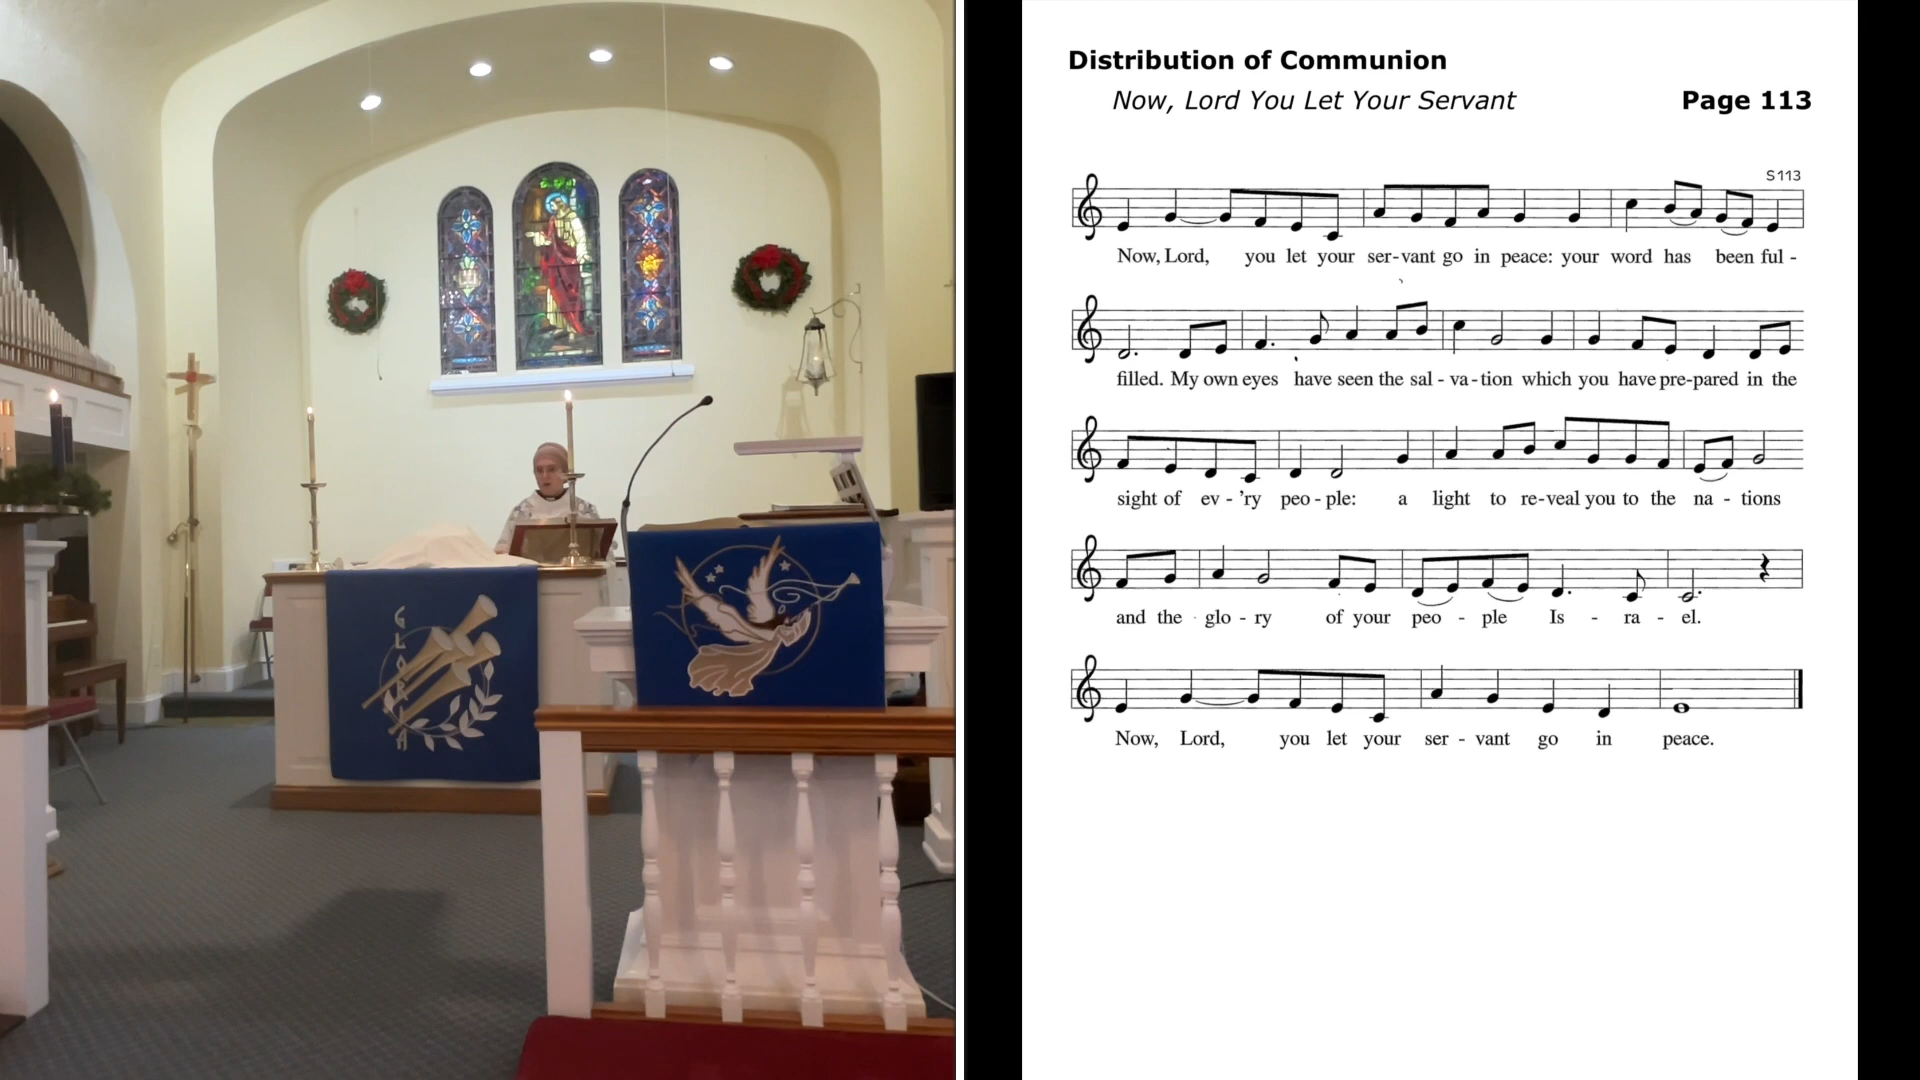 GLORIA
Distribution of Communion
Now, Lord You Let Your Servant Page 113
S113
Now, Lord, you let your ser-vant go in peace: your word has been ful -
filled. My own eyes have seen the sal - va - tion which you have pre-pared in the
sight of ev - 'ry peo - ple: a light to re-veal you to the na - tions
and the glo - ry of your peo - ple Is - ra - el.
Now, Lord, you let your ser - vant go in peace.